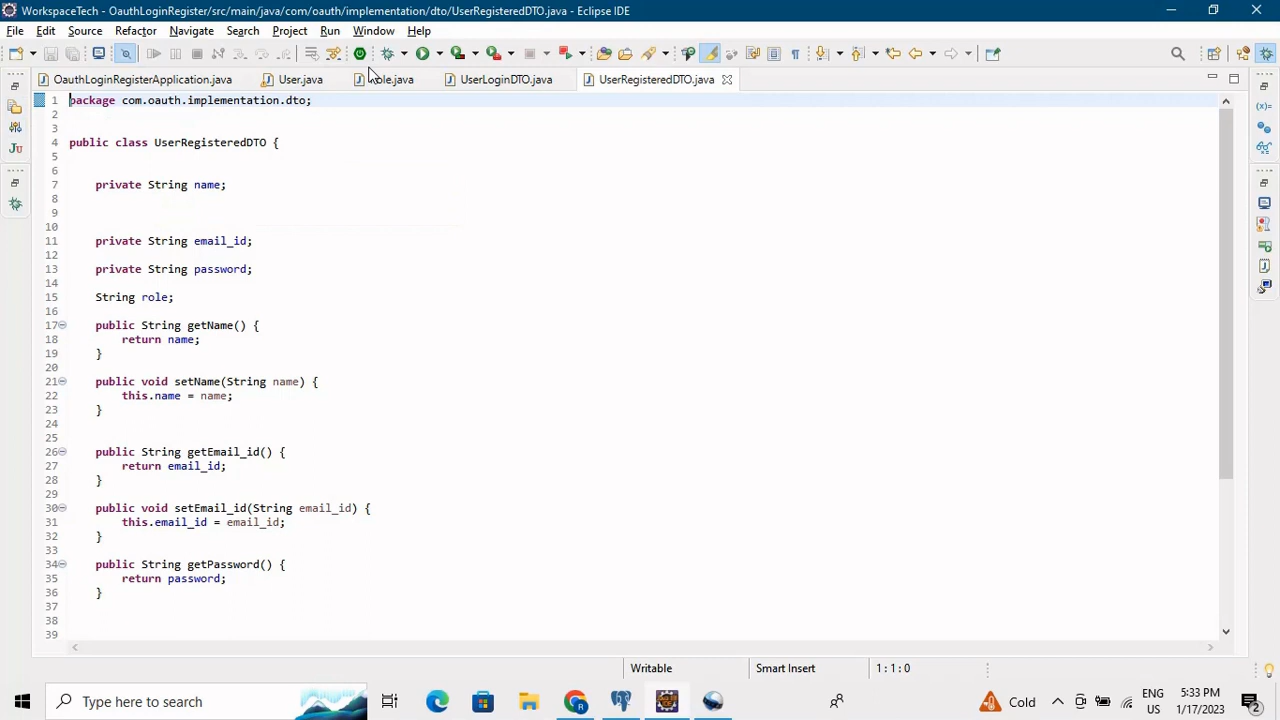 WorkspaceTech - OauthLoginRegister/src/main/java/com/oauth/implementation/dto/UserRegisteredDTO.java - Eclipse IDE
File Edit Source Refactor Navigate Search Project Run Window Help
OauthLoginRegisterApplication.java User.java ole.java UserLoginDTO.java UserRegisteredDTO.java
1 package com.oauth.implementation.dto;
2
3
4 public class UserRegisteredDTO {
5
6
7 private String name;
8
9
10
11 private String email_id;
12
13 private String password;
14
15 String role;
16
17 public String getName() {
18 return name;
19 }
20
21 public void setName(String name) {
22 this.name = name;
23 }
24
25
26 public String getEmail_id() {
27 return email_id;
28 }
29
30 public void setEmail_id(String email_id) {
31 this.email_id = email_id;
32 }
33
34 public String getPassword() {
35 return password;
36 }
37
38
39
Writable Smart Insert 1 : 1 : 0
Type here to search
Cold
ENG
US
5:33 PM
1/17/2023
2